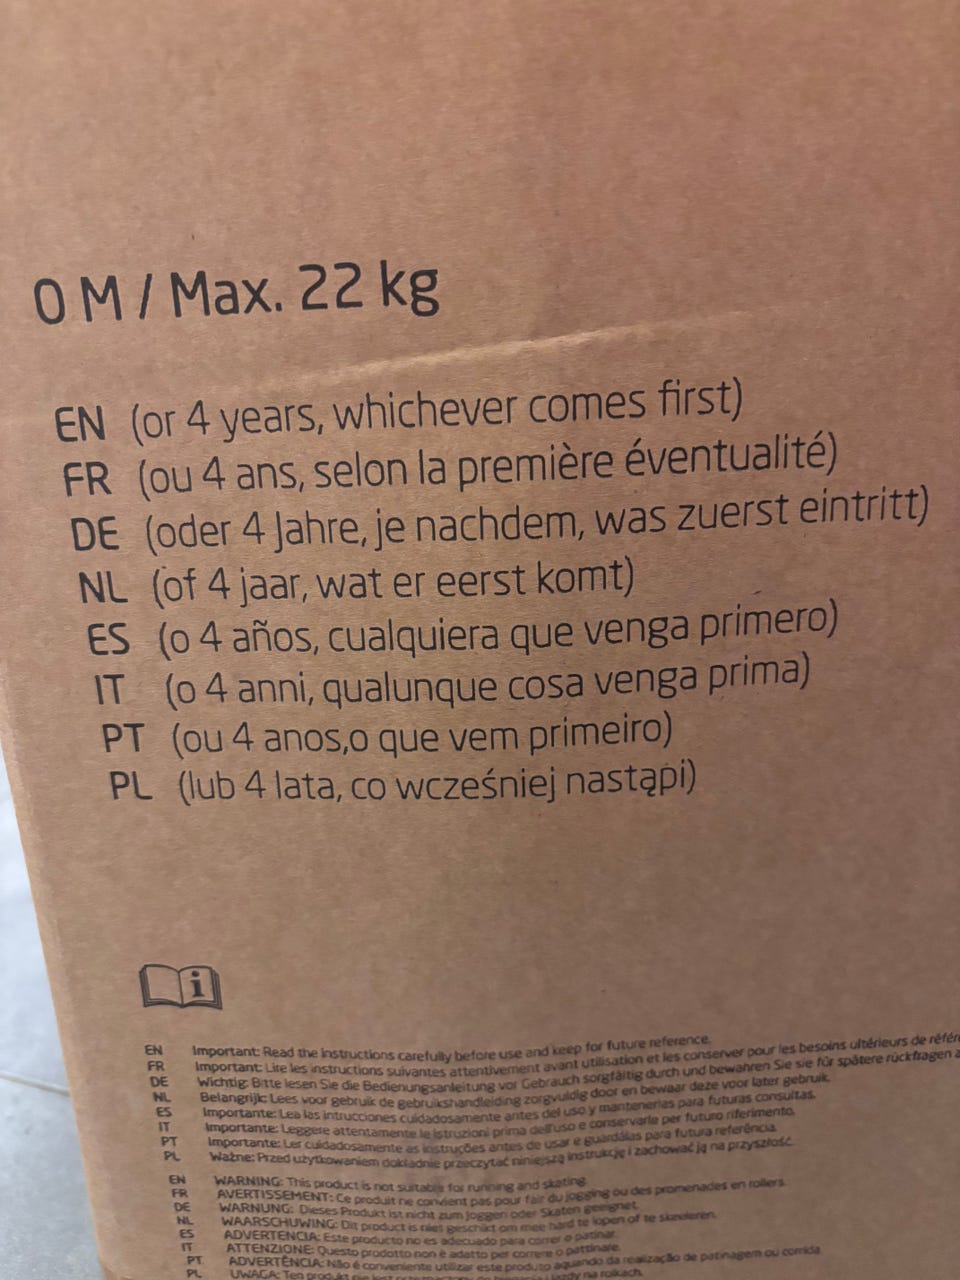 0 M / Max. 22 kg
EN (or 4 years, whichever comes first)
FR (ou 4 ans, selon la première éventualité)
DE (oder 4 Jahre, je nachdem, was zuerst eintritt)
NL (of 4 jaar, wat er eerst komt)
ES (o 4 años, cualquiera que venga primero)
IT (o 4 anni, qualunque cosa venga prima)
PT (ou 4 anos,o que vem primeiro)
PL (lub 4 lata, co wcześniej nastąpi)
i
EN Important: Read the instructions carefully before use and keep for future reference.
FR Important: Lire les instructions suivantes attentivement avant utilisation et les conserver pour les besoins ultérieurs de
DE Wichtig: Bitte lesen Sie die Bedienungsanleitung vor Gebrauch sorgfältig durch und bewahren Sie sie für spätere rückfragen
NL Belangrijk: Lees voor gebruik de gebruikshandleiding zorgvuldig door en bewaar deze voor later gebruik.
ES Importante: Lea las intrucciones cuidadosamente antes del uso y mantenerlas para futuras consultas.
IT Importante: Leggere attentamente le istruzioni prima dell'uso e conservarle per futuro riferimento.
PT Importante: Ler cuidadosamente as instruções antes de usar e guardálas para futura referência.
PL Ważne: Przed użytkowaniem dokładnie przeczytać niniejszą instrukcję i zachować ją na przyszłość.
EN WARNING: This product is not suitable for running and skating.
FR AVERTISSEMENT: Ce produit ne convient pas pour fair du jogging ou des promenades en rollers.
DE WARNUNG: Dieses Produkt ist nicht zum Joggen oder Skaten geeignet.
NL WAARSCHUWING: Dit product is niet geschikt om mee hard te lopen of te skeeleren.
ES ADVERTENCIA: Este producto no es adecuado para correr o patinar.
IT ATTENZIONE: Questo prodotto non è adatto per correre o pattinare.
PT ADVERTÊNCIA: Não é conveniente utilizar este produto aquando da realização de patinagem ou corrida.
PL UWAGA: Ten produkt nie jest jazdy na rolkach.